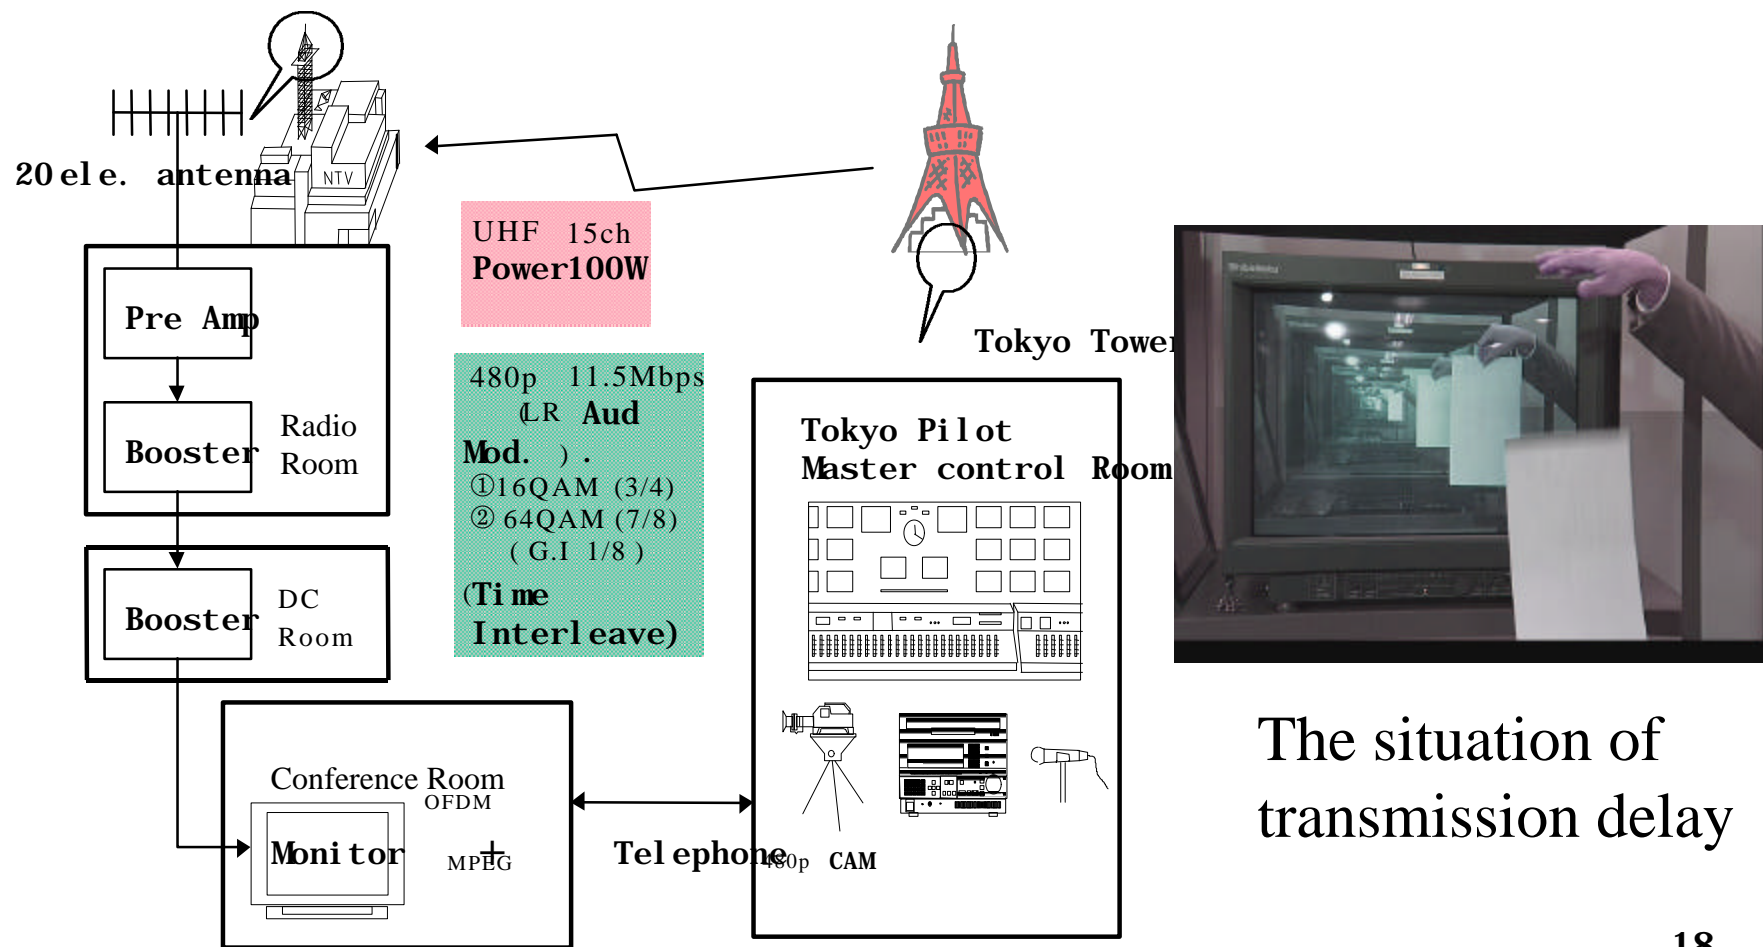 20 ele. antenna
NTV
UHF 15ch
Power100W
Pre Amp
Booster
Radio
Room
Booster
DC
Room
480p 11.5Mbps
(LR Aud
Mod. ) .
①16QAM (3/4)
② 64QAM (7/8)
( G.I 1/8 )
(Time
Interleave)
Tokyo Tower
Tokyo Pilot
Master control Room
Conference Room
OFDM
+
MPEG
Monitor
Telephone
480p CAM
The situation of
transmission delay
18